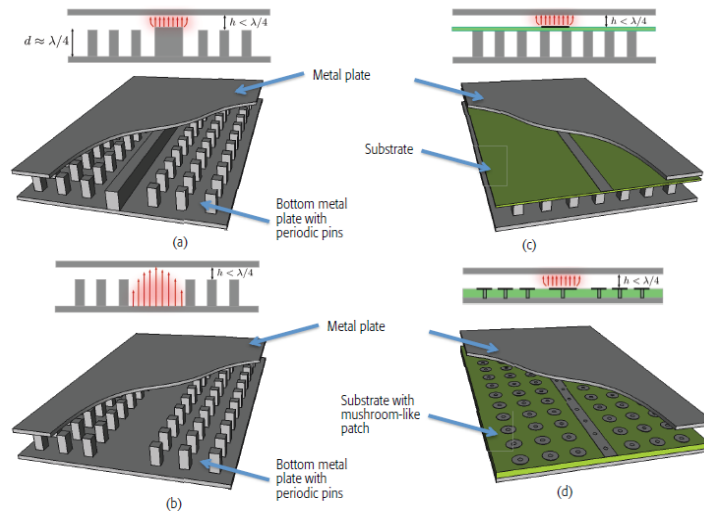 h < λ/4
d ≈ λ/4
h < λ/4
Metal plate
Substrate
Bottom metal
plate with
periodic pins
(a)
(c)
h < λ/4
h < λ/4
Metal plate
Substrate with
mushroom-like
patch
Bottom metal
plate with
periodic pins
(b)
(d)